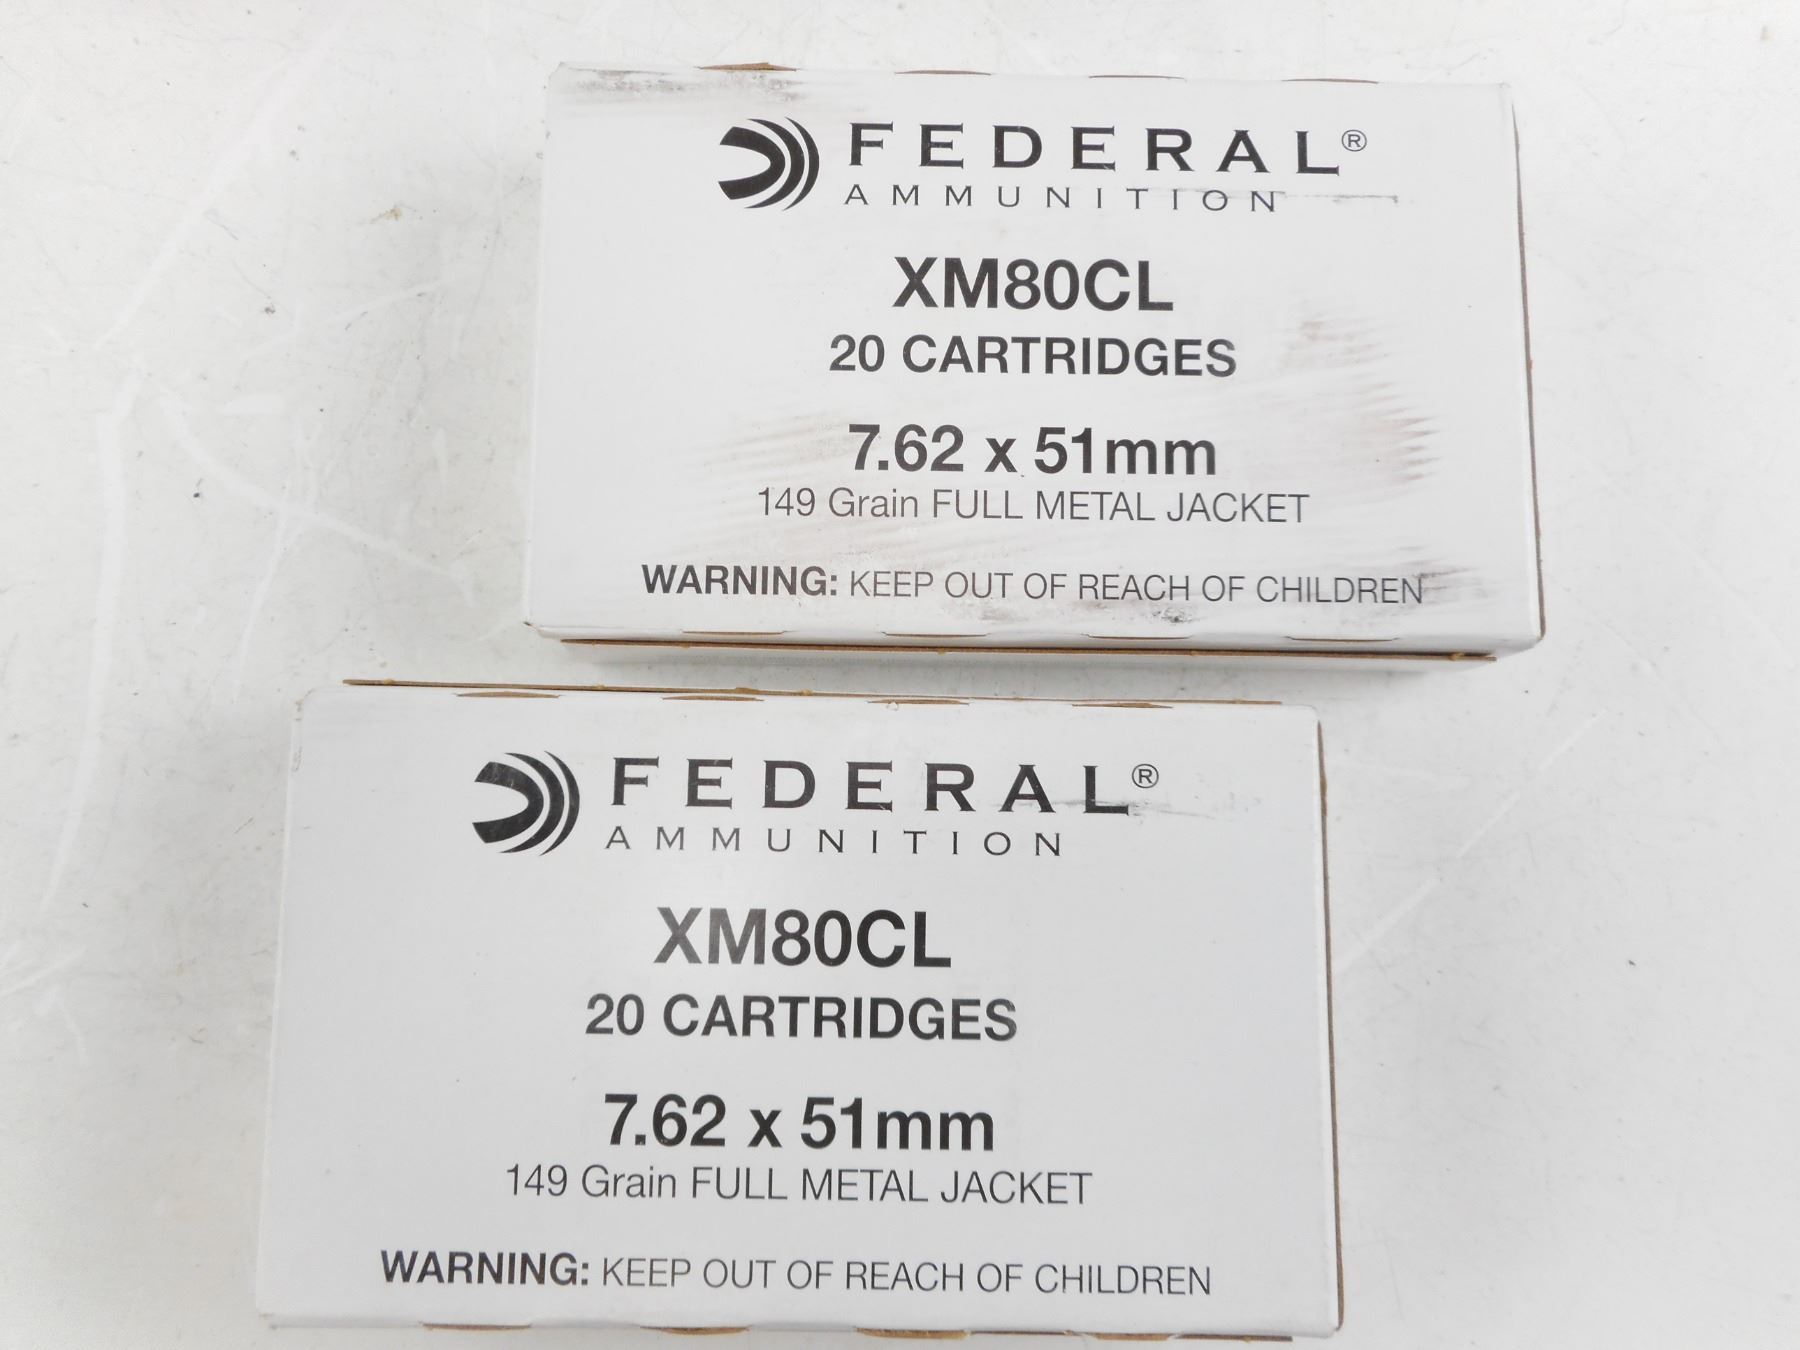 FEDERAL®
AMMUNITION
XM80CL
20 CARTRIDGES
7.62 x 51mm
149 Grain FULL METAL JACKET
WARNING: KEEP OUT OF REACH OF CHILDREN
FEDERAL®
AMMUNITION
XM80CL
20 CARTRIDGES
7.62 x 51mm
149 Grain FULL METAL JACKET
WARNING: KEEP OUT OF REACH OF CHILDREN